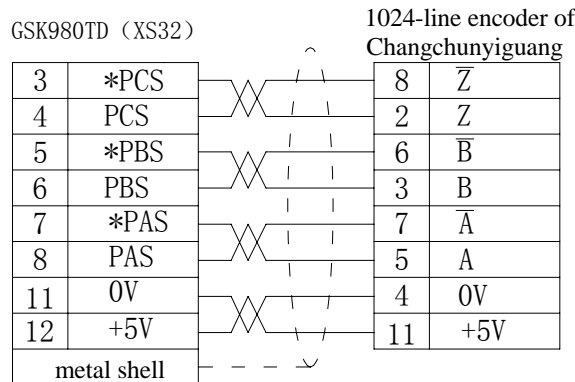 GSK980TD (XS32)
1024-line encoder of
Changchunyiguang
3 *PCS 8 Z̅
4 PCS 2 Z
5 *PBS 6 B̅
6 PBS 3 B
7 *PAS 7 A̅
8 PAS 5 A
11 0V 4 0V
12 +5V 11 +5V
metal shell